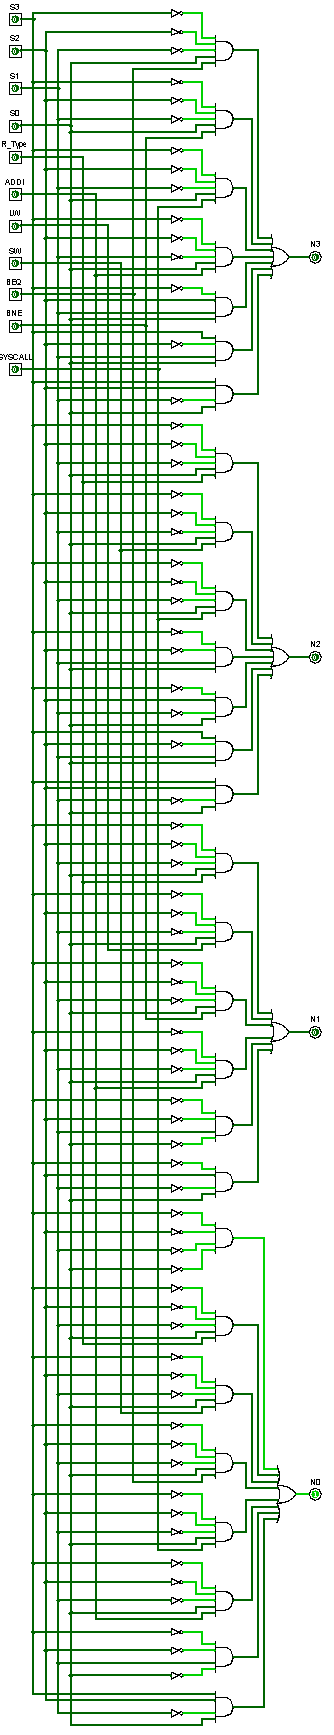 S3
S2
S1
S0
R_Type
ADDI
LW
SW
BEQ
BNE
SYSCALL
N3
N2
N1
N0